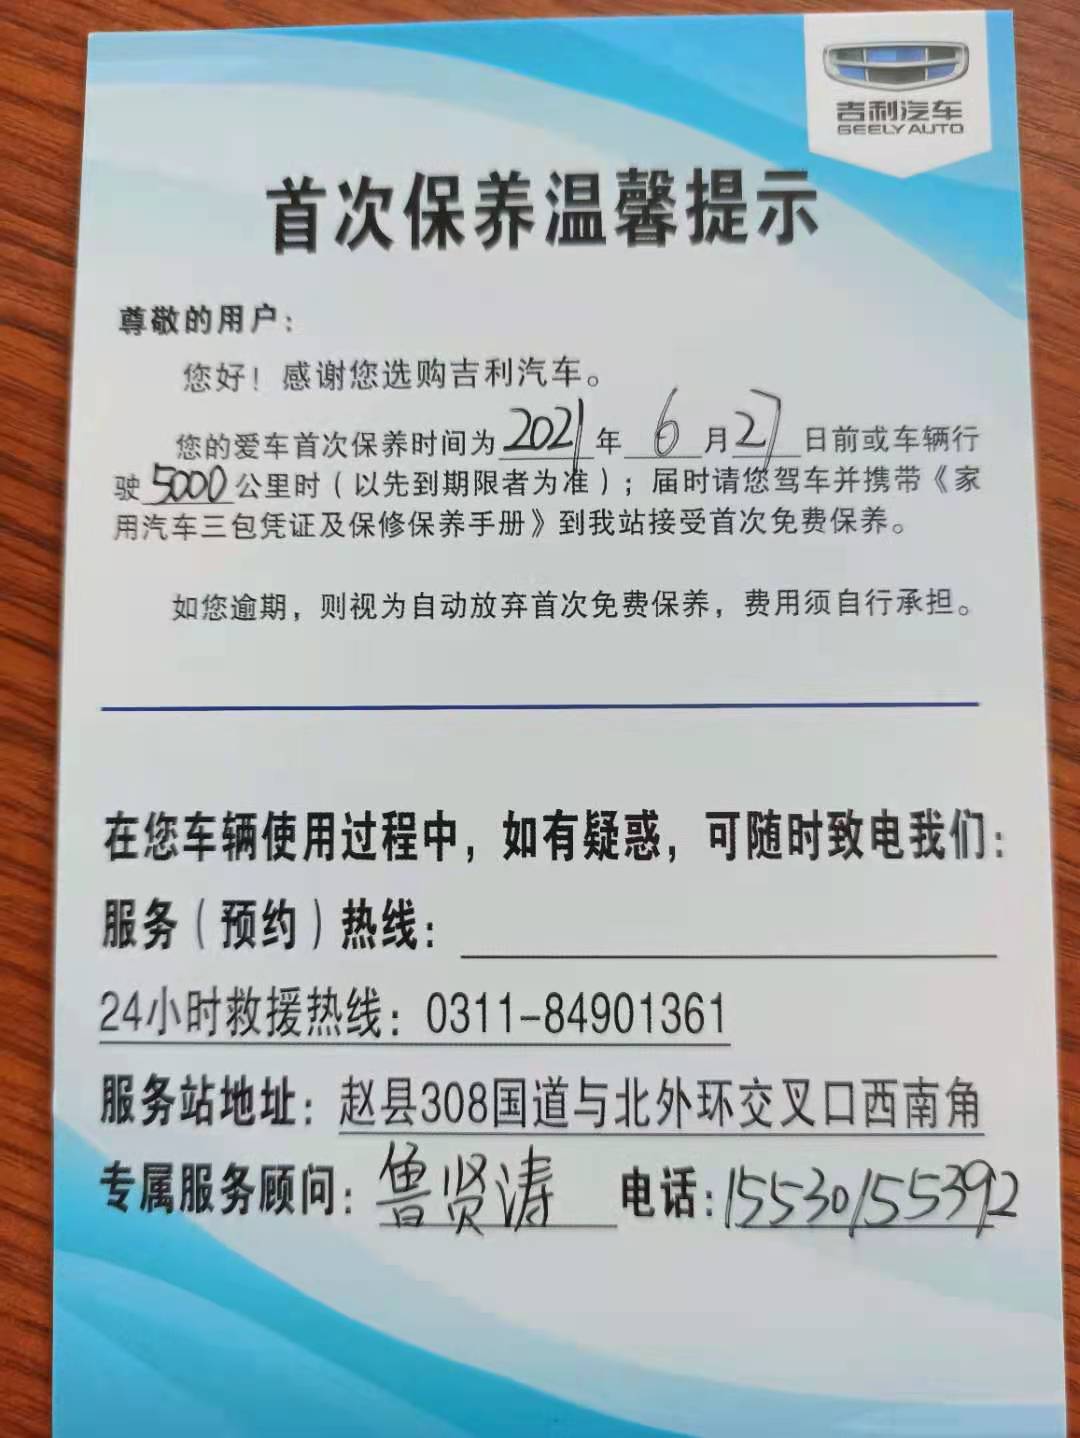 吉利汽车
GEELY AUTO
首次保养温馨提示
尊敬的用户：
您好！感谢您选购吉利汽车。
您的爱车首次保养时间为2021年6月27日前或车辆行
驶5000公里时（以先到期限者为准）；届时请您驾车并携带《家
用汽车三包凭证及保修保养手册》到我站接受首次免费保养。
如您逾期，则视为自动放弃首次免费保养，费用须自行承担。
在您车辆使用过程中，如有疑惑，可随时致电我们：
服务（预约）热线：
24小时救援热线：0311-84901361
服务站地址：赵县308国道与北外环交叉口西南角
专属服务顾问：鲁贤涛 电话：15530155392